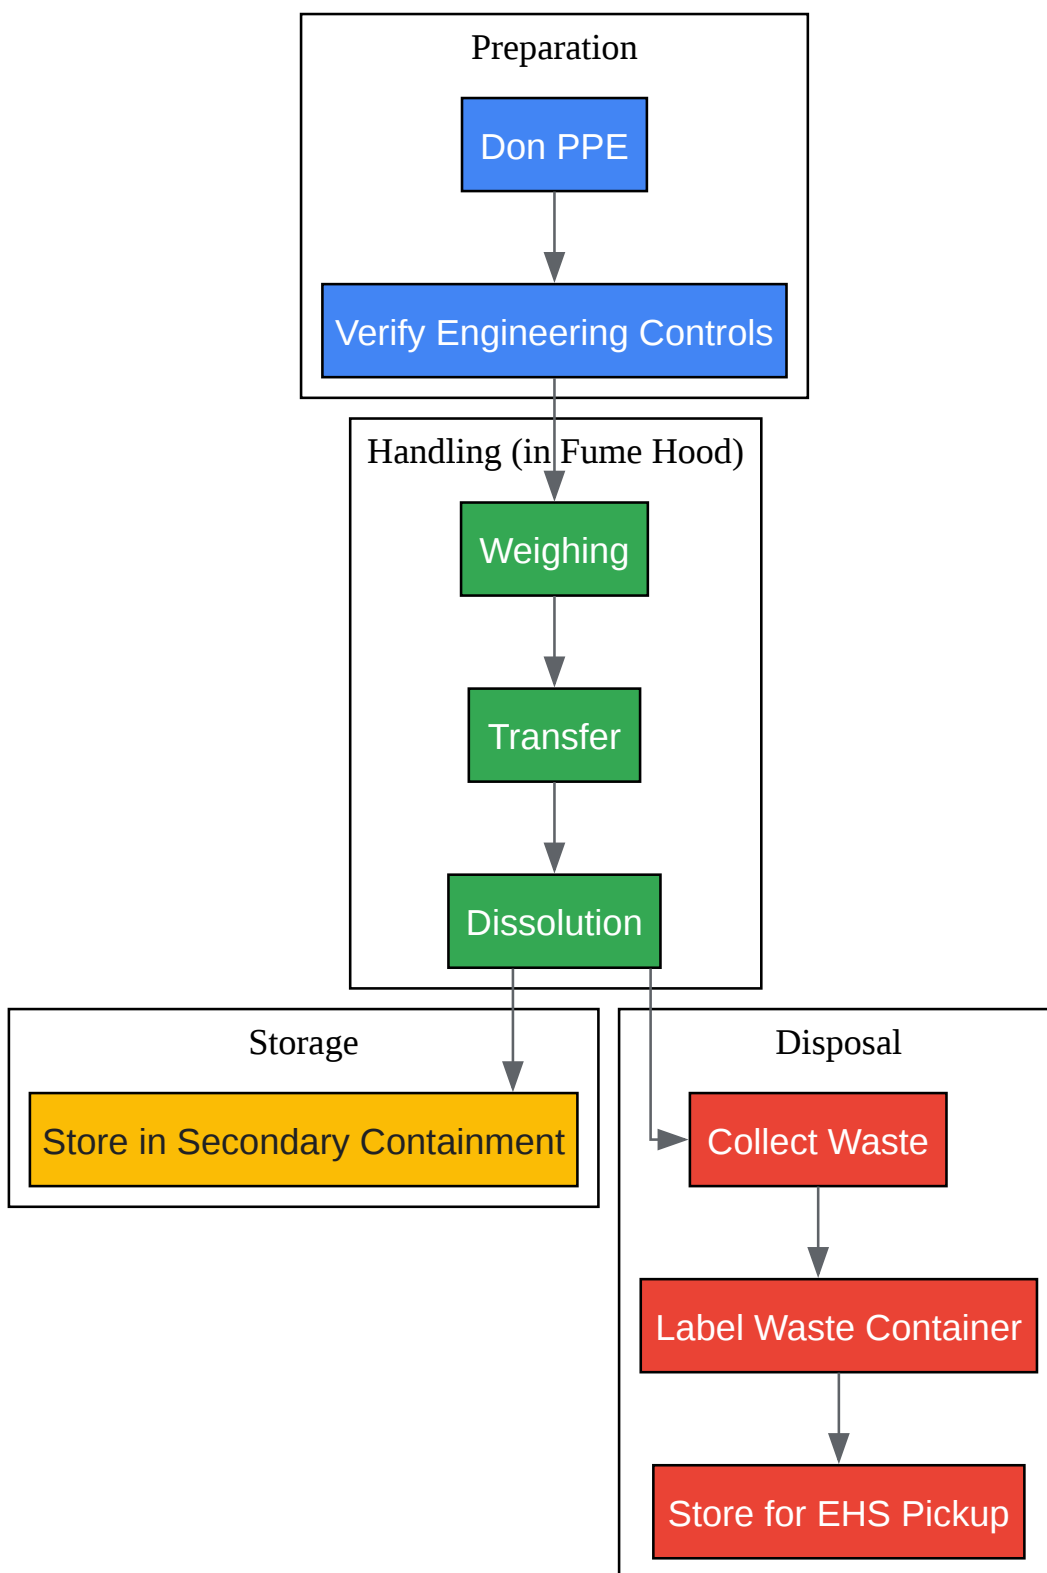 Preparation
Don PPE
Verify Engineering Controls
Handling (in Fume Hood)
Weighing
Transfer
Dissolution
Storage
Store in Secondary Containment
Disposal
Collect Waste
Label Waste Container
Store for EHS Pickup